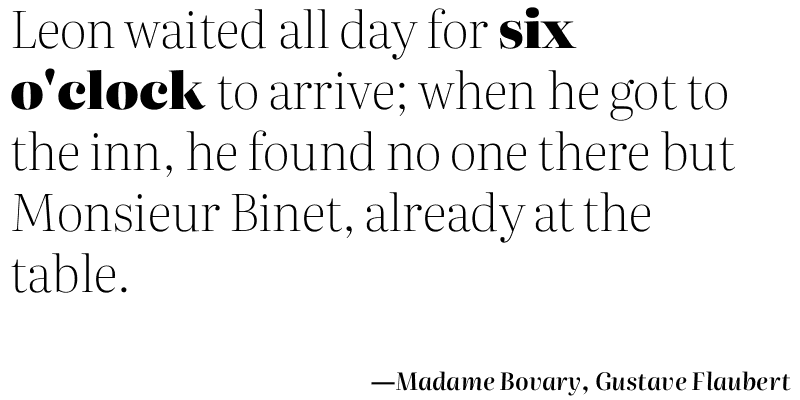 Leon waited all day for six
o'clock to arrive; when he got to
the inn, he found no one there but
Monsieur Binet, already at the
table.
—Madame Bovary, Gustave Flaubert